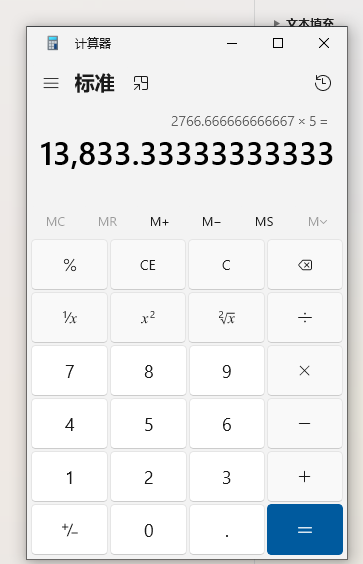 文本填充
计算器
标准
2766.666666666667 × 5 =
13,833.33333333333
MC MR M+ M− MS M
% CE C
¹/x x² ²√x ÷
7 8 9 ×
4 5 6 −
1 2 3 +
+/− 0 . =